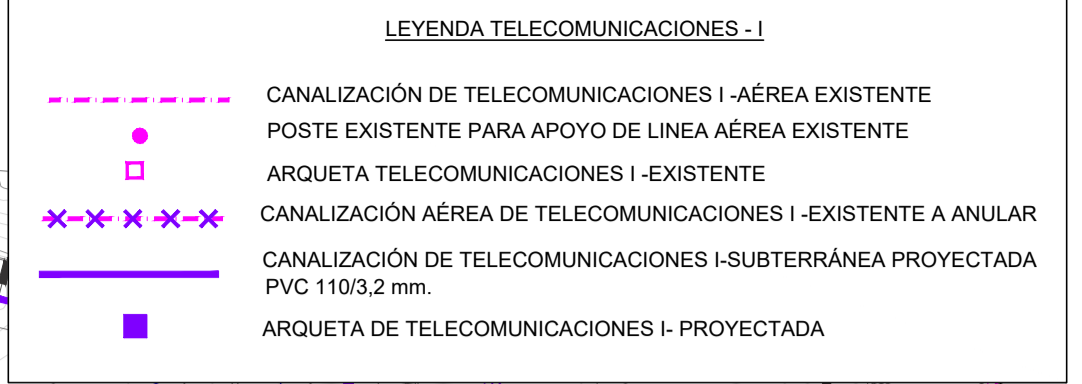 LEYENDA TELECOMUNICACIONES - I
CANALIZACIÓN DE TELECOMUNICACIONES I -AÉREA EXISTENTE
POSTE EXISTENTE PARA APOYO DE LINEA AÉREA EXISTENTE
ARQUETA TELECOMUNICACIONES I -EXISTENTE
CANALIZACIÓN AÉREA DE TELECOMUNICACIONES I -EXISTENTE A ANULAR
CANALIZACIÓN DE TELECOMUNICACIONES I-SUBTERRÁNEA PROYECTADA
PVC 110/3,2 mm.
ARQUETA DE TELECOMUNICACIONES I- PROYECTADA